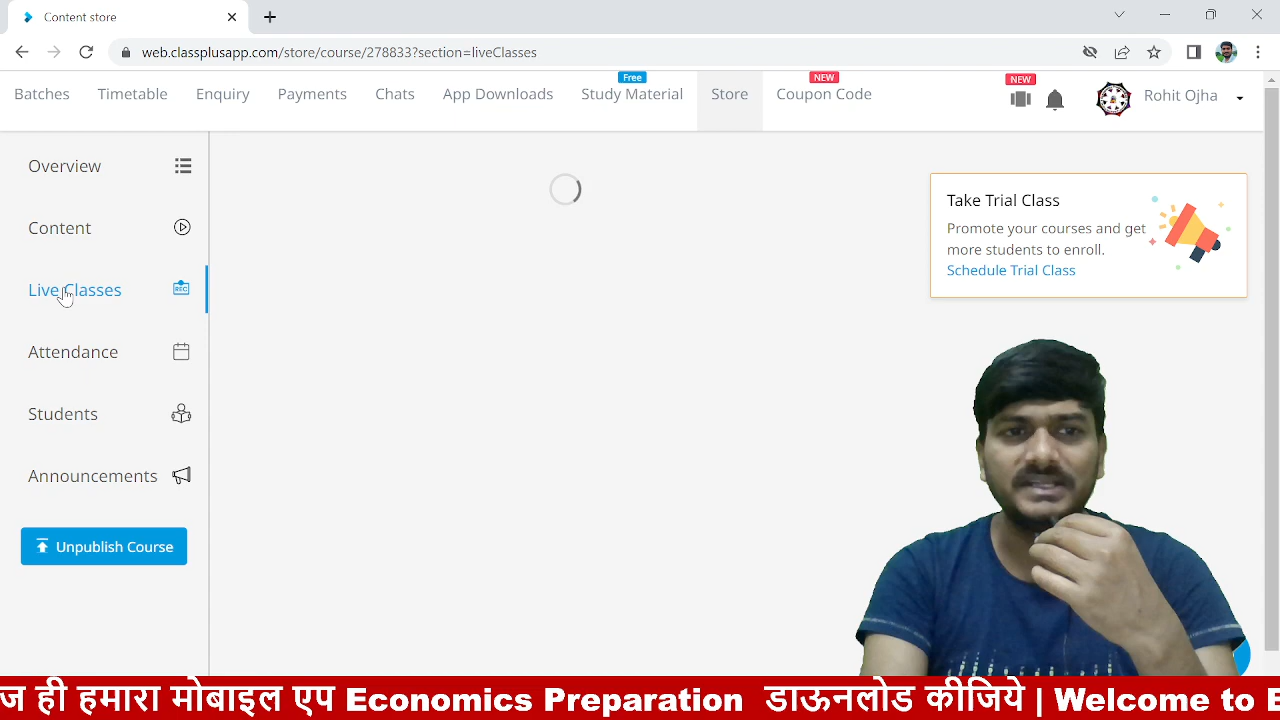 Content store
web.classplusapp.com/store/course/278833?section=liveClasses
Free NEW NEW
Batches Timetable Enquiry Payments Chats App Downloads Study Material Store Coupon Code Rohit Ojha
Overview
Content
Live Classes
REC
Attendance
Students
Announcements
Unpublish Course
Take Trial Class
Promote your courses and get
more students to enroll.
Schedule Trial Class
ज ही हमारा मोबाइल एप Economics Preparation डाऊनलोड कीजिये | Welcome to E